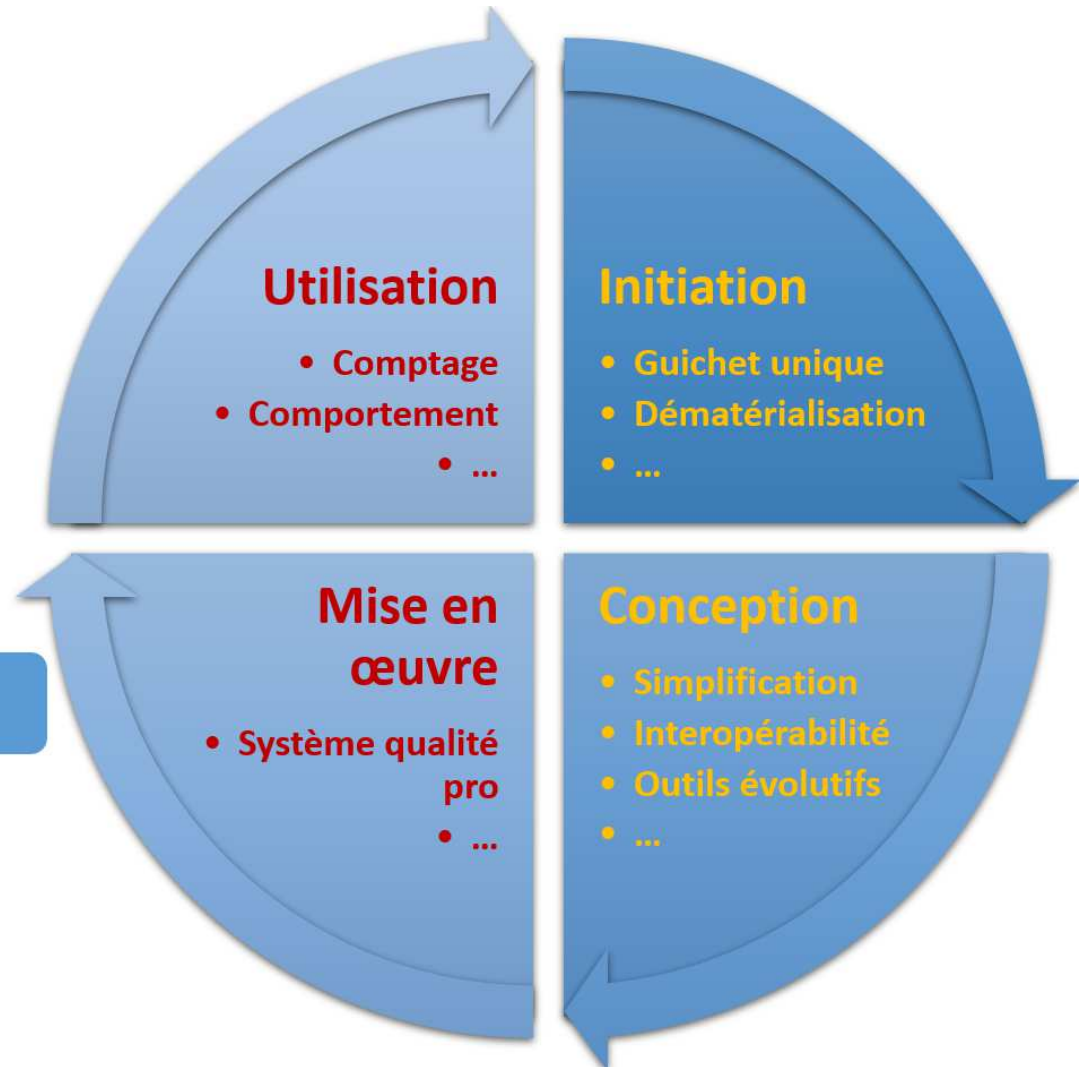 Utilisation
• Comptage
• Comportement
• ...
Initiation
• Guichet unique
• Dématérialisation
• ...
Mise en
œuvre
• Système qualité
pro
• ...
Conception
• Simplification
• Interopérabilité
• Outils évolutifs
• ...